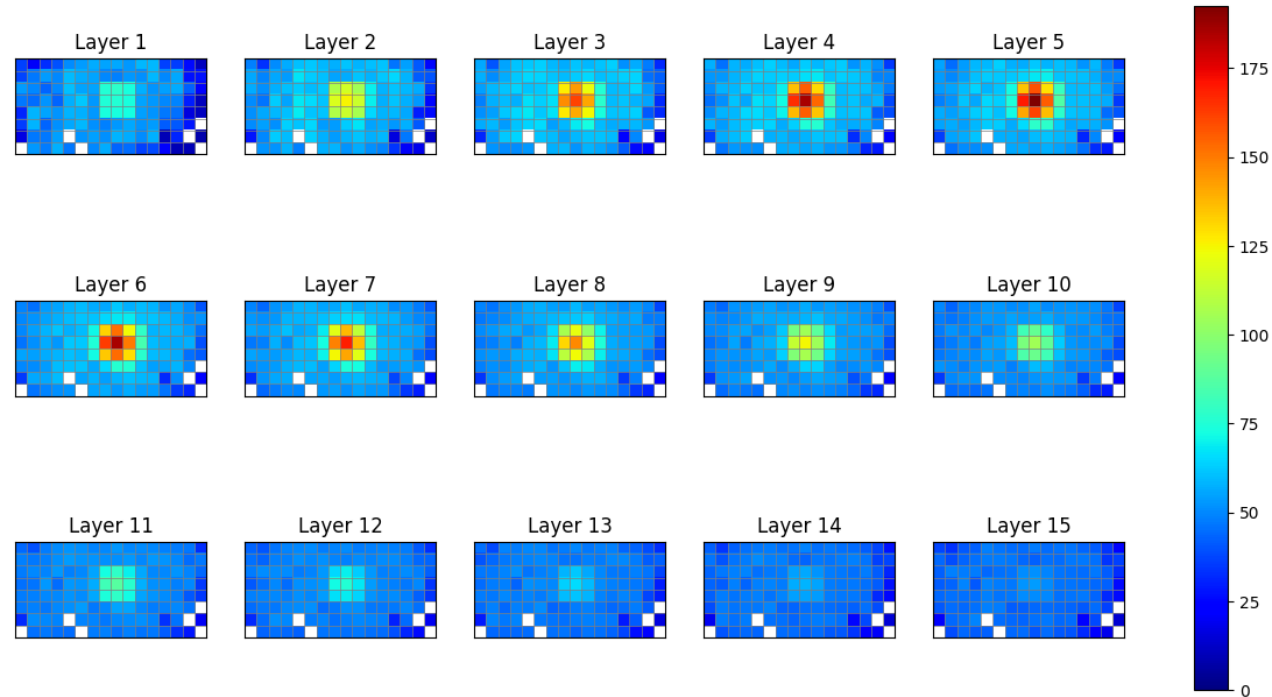 Layer 1
Layer 2
Layer 3
Layer 4
Layer 5
Layer 6
Layer 7
Layer 8
Layer 9
Layer 10
Layer 11
Layer 12
Layer 13
Layer 14
Layer 15
175
150
125
100
75
50
25
0